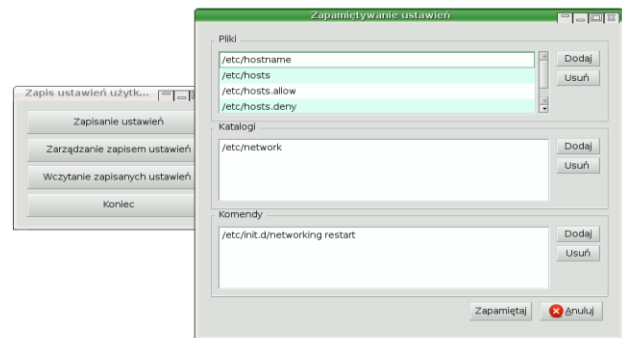 Zapis ustawień użytk...
Zapisanie ustawień
Zarządzanie zapisem ustawień
Wczytanie zapisanych ustawień
Koniec
Zapamiętywanie ustawień
Pliki
/etc/hostname
/etc/hosts
/etc/hosts.allow
/etc/hosts.deny
Dodaj
Usuń
Katalogi
/etc/network
Dodaj
Usuń
Komendy
/etc/init.d/networking restart
Dodaj
Usuń
Zapamiętaj
Anuluj